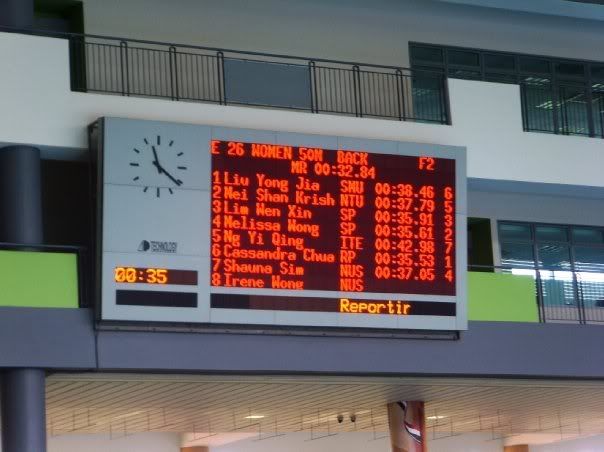 E 26 WOMEN 50M BACK F2
MR 00:32.84
1 Liu Yong Jia SMU 00:38.46 6
2 Mei Shan Krish NTU 00:37.79 5
3 Lim Wen Xin SP 00:35.91 3
4 Melissa Wong SP 00:35.61 2
5 Ng Yi Qing ITE 00:42.98 7
6 Cassandra Chua RP 00:35.53 1
7 Shauna Sim NUS 00:37.05 4
8 Irene Wong NUS
TECHNOLOGY
00:35
Reportir